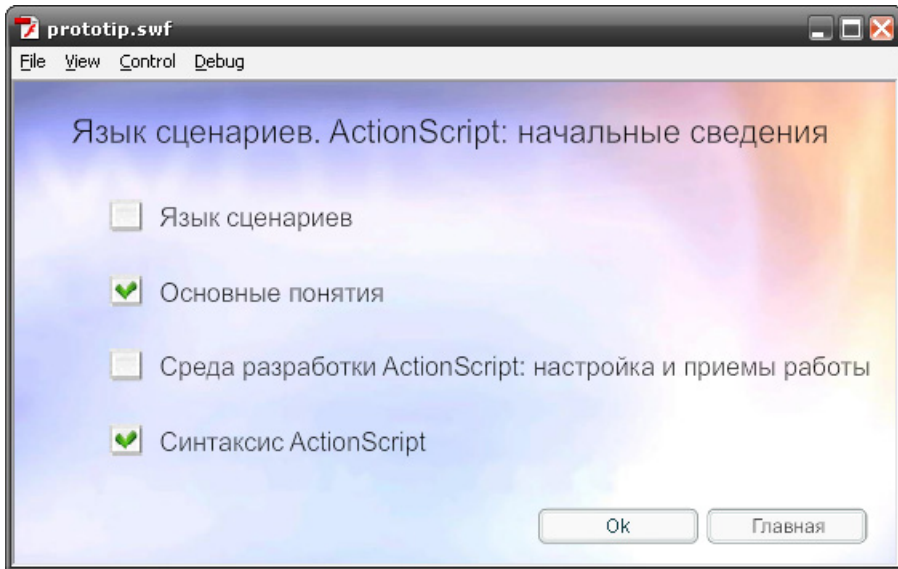 prototip.swf
File View Control Debug
Язык сценариев. ActionScript: начальные сведения
Язык сценариев
Основные понятия
Среда разработки ActionScript: настройка и приемы работы
Синтаксис ActionScript
Ok Главная